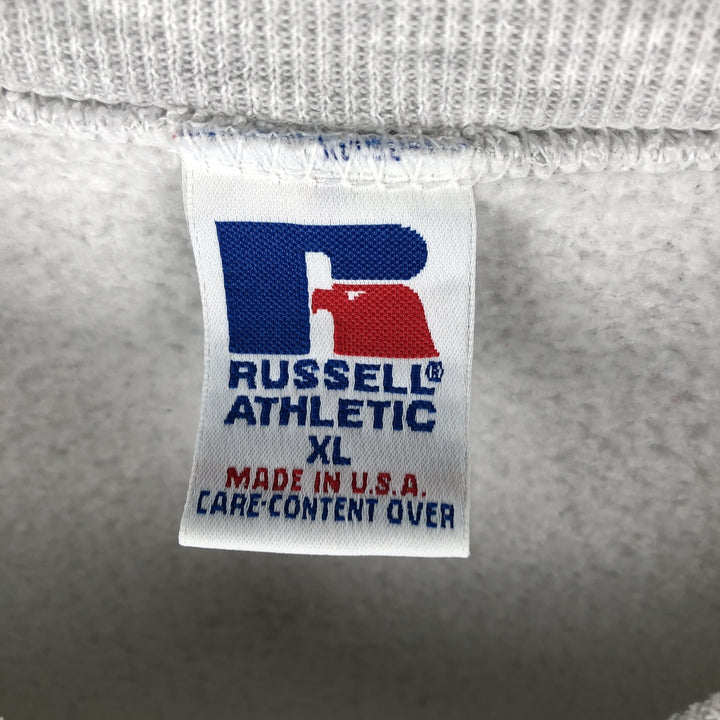 RUSSELL®
ATHLETIC
XL
MADE IN U.S.A.
CARE-CONTENT OVER